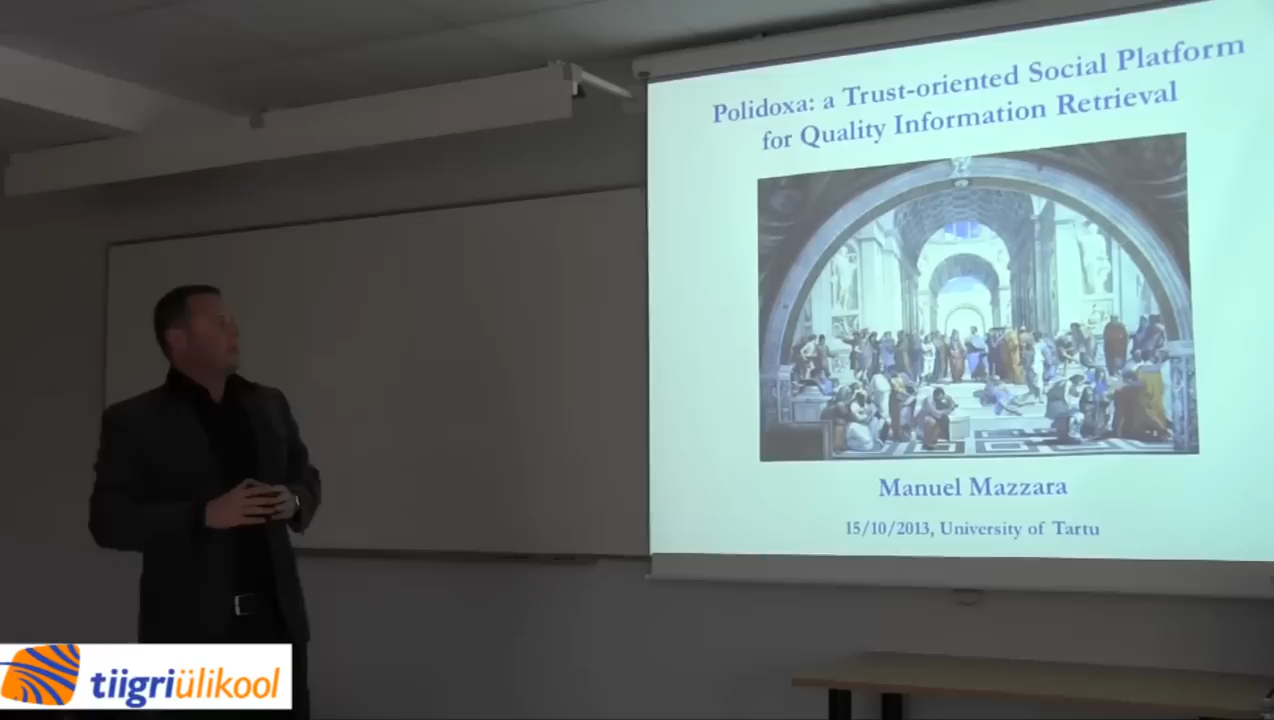 Polidoxa: a Trust-oriented Social Platform
for Quality Information Retrieval
Manuel Mazzara
15/10/2013, University of Tartu
tiigriülikool